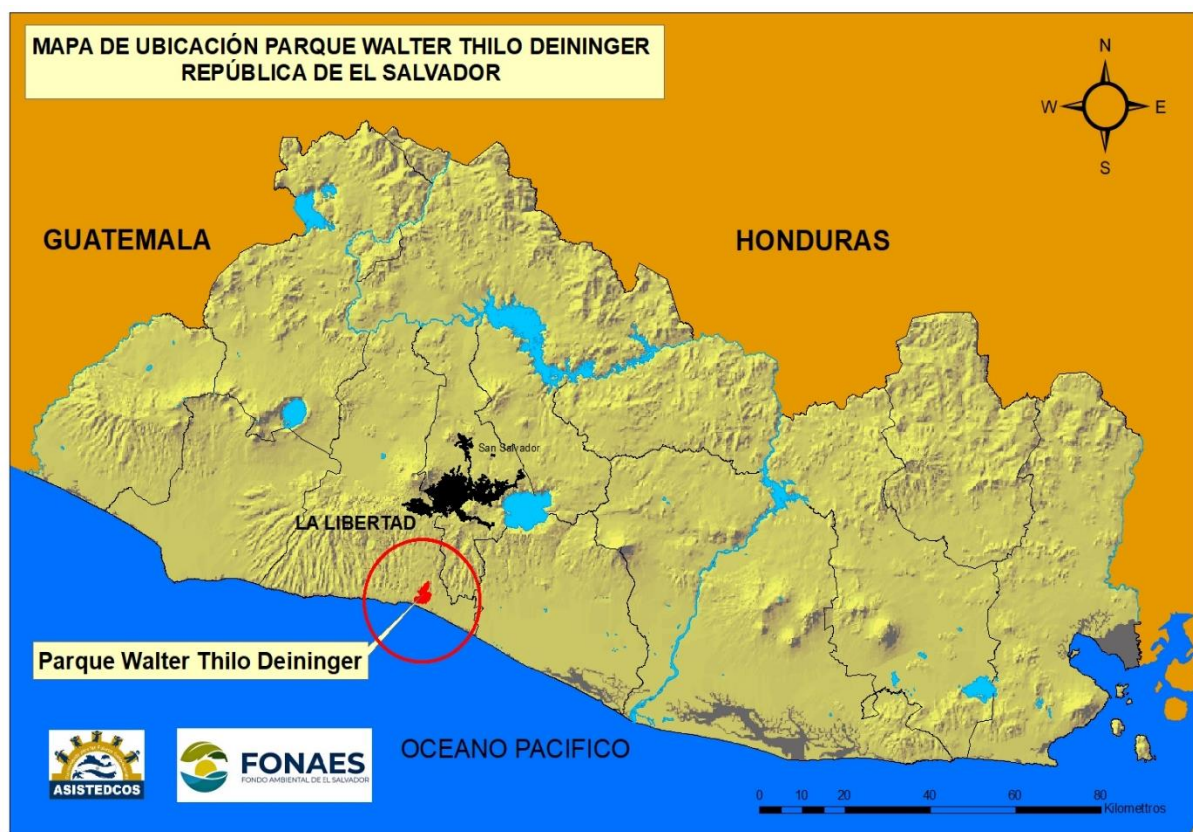 MAPA DE UBICACIÓN PARQUE WALTER THILO DEININGER
REPÚBLICA DE EL SALVADOR
N
W
E
S
GUATEMALA
HONDURAS
San Salvador
LA LIBERTAD
Parque Walter Thilo Deininger
OCEANO PACIFICO
ASISTEDCOS
FONAES
FONDO AMBIENTAL DE EL SALVADOR
0 5 10 20 40 60 80
Kilomettros